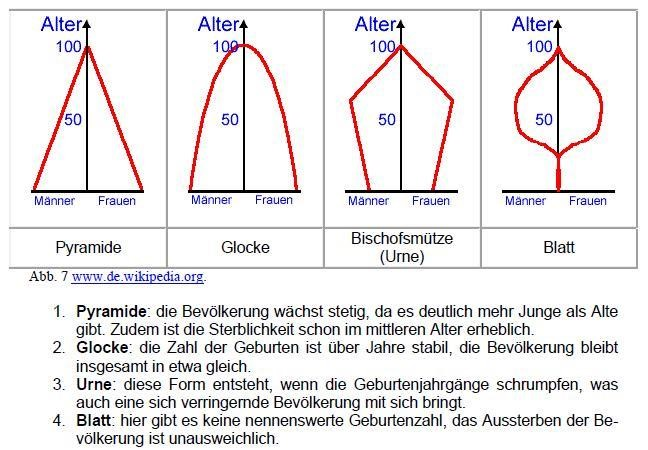 Alter
100
50
Männer Frauen
Alter
100
50
Männer Frauen
Alter
100
50
Männer Frauen
Alter
100
50
Männer Frauen
Pyramide
Glocke
Bischofsmütze
(Urne)
Blatt
Abb. 7 www.de.wikipedia.org.
1. Pyramide: die Bevölkerung wächst stetig, da es deutlich mehr Junge als Alte
gibt. Zudem ist die Sterblichkeit schon im mittleren Alter erheblich.
2. Glocke: die Zahl der Geburten ist über Jahre stabil, die Bevölkerung bleibt
insgesamt in etwa gleich.
3. Urne: diese Form entsteht, wenn die Geburtenjahrgänge schrumpfen, was
auch eine sich verringernde Bevölkerung mit sich bringt.
4. Blatt: hier gibt es keine nennenswerte Geburtenzahl, das Aussterben der Be-
völkerung ist unausweichlich.